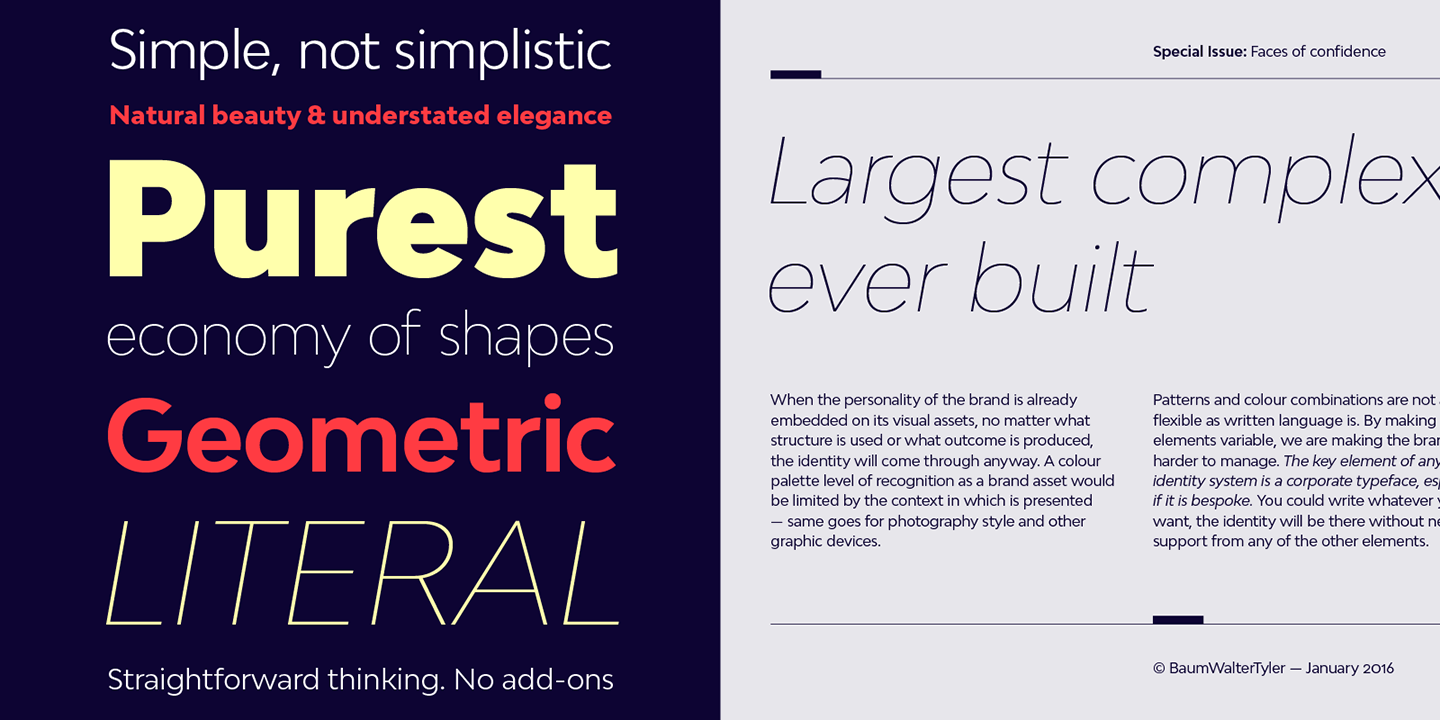 Simple, not simplistic
Natural beauty & understated elegance
Purest
economy of shapes
Geometric
LITERAL
Straightforward thinking. No add-ons
Special Issue: Faces of confidence
Largest complex
ever built
When the personality of the brand is already
embedded on its visual assets, no matter what
structure is used or what outcome is produced,
the identity will come through anyway. A colour
palette level of recognition as a brand asset would
be limited by the context in which is presented
— same goes for photography style and other
graphic devices.
Patterns and colour combinations are not
flexible as written language is. By making
elements variable, we are making the
harder to manage. The key element of any
identity system is a corporate typeface,
if it is bespoke. You could write whatever
want, the identity will be there without
support from any of the other elements.
© BaumWalterTyler — January 2016